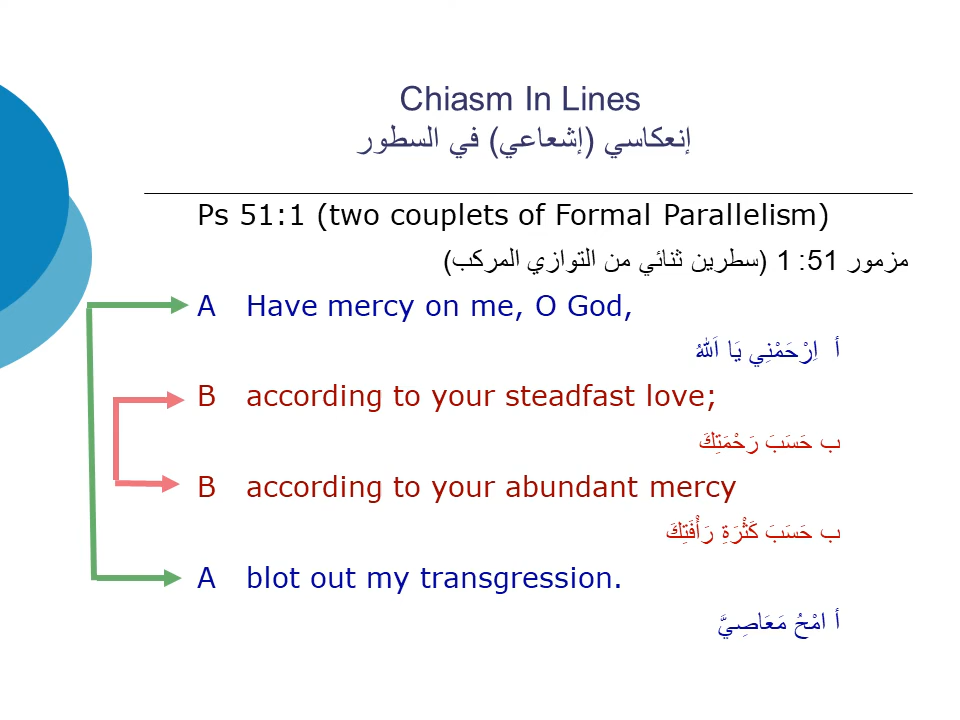 Chiasm In Lines
إنعكاسي (إشعاعي) في السطور
Ps 51:1 (two couplets of Formal Parallelism)
مزمور 51: 1 (سطرين ثنائي من التوازي المركب)
A Have mercy on me, O God,
أ اِرْحَمْنِي يَا اَللهُ
B according to your steadfast love;
ب حَسَبَ رَحْمَتِكَ
B according to your abundant mercy
ب حَسَبَ كَثْرَةِ رَأْفَتِكَ
A blot out my transgression.
أ امْحُ مَعَاصِيَّ